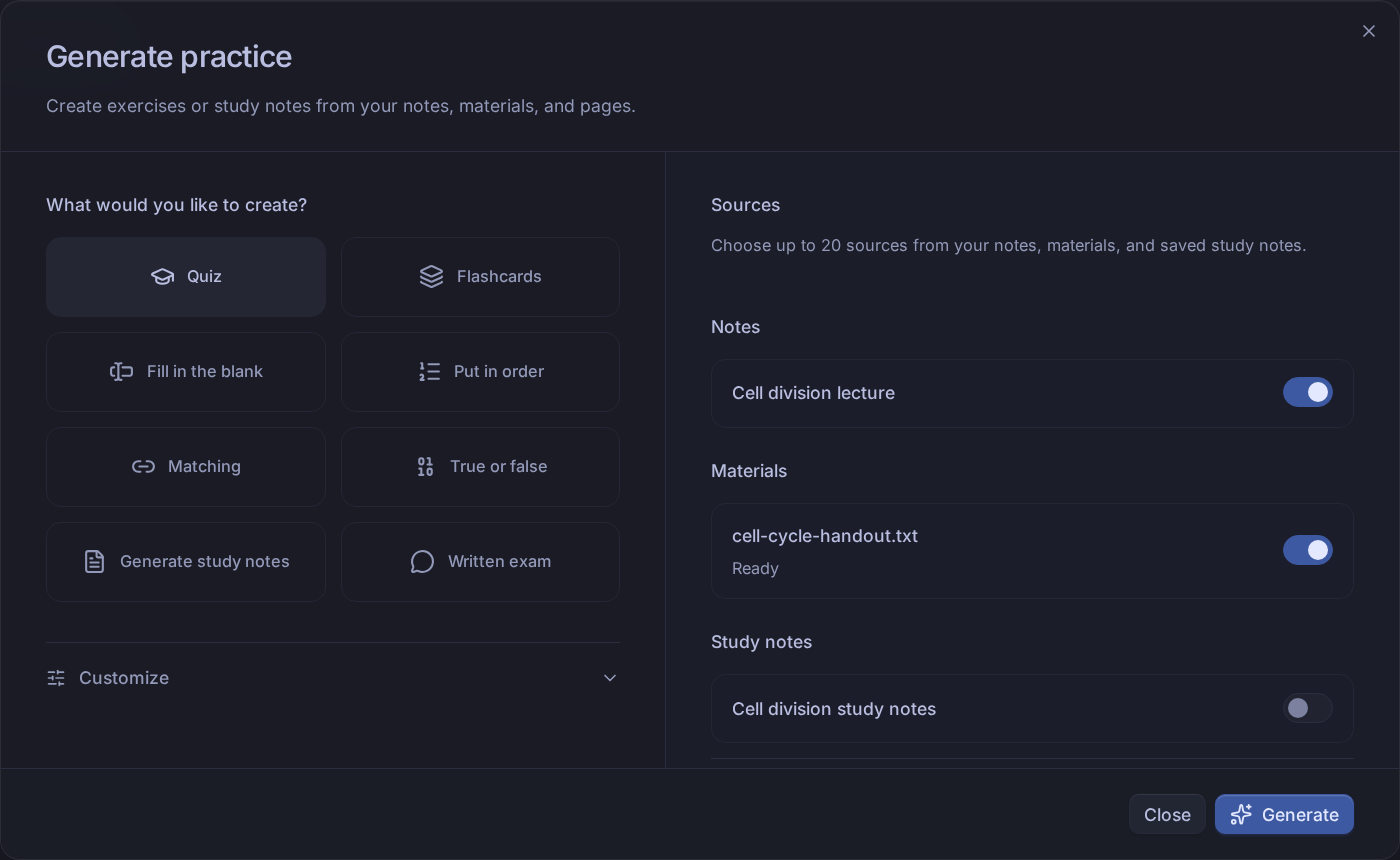 Generate practice
Create exercises or study notes from your notes, materials, and pages.
What would you like to create?
Quiz
Flashcards
Fill in the blank
Put in order
Matching
True or false
Generate study notes
Written exam
Customize
Sources
Choose up to 20 sources from your notes, materials, and saved study notes.
Notes
Cell division lecture
Materials
cell-cycle-handout.txt
Ready
Study notes
Cell division study notes
Close
Generate